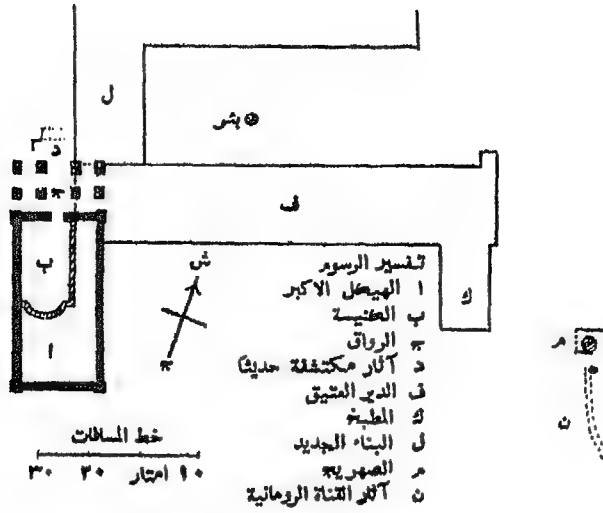 ل
بئر
د
ج
ف
ب
ا
ك
ش
ج
م
ن
تفسير الرسوم
ا الهيكل الاكبر
ب الكنيسة
ج الرواق
د آثار مكتشفة حديثا
ف الدير العتيق
ك المطبخ
ل البناء الجديد
م الصهريج
ن آثار القناة الرومانية
خط المسافات
١٠ امتار ٢٠ ٣٠